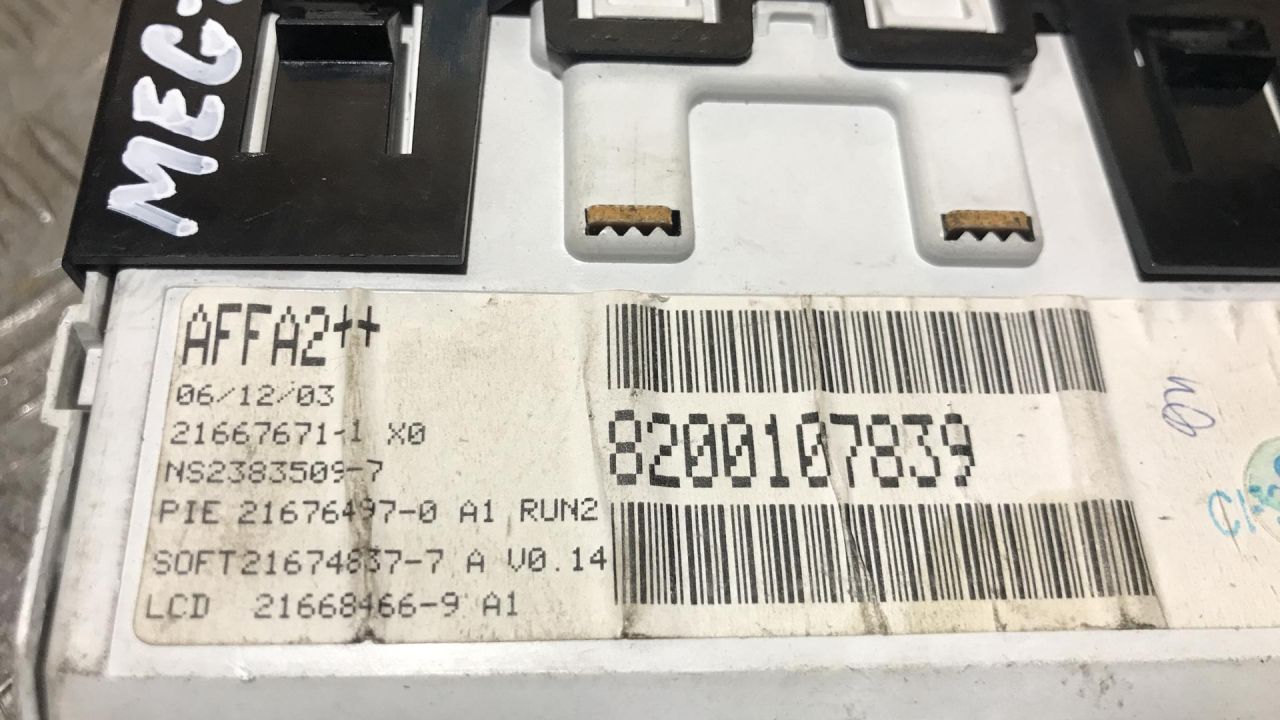 MEG-
AFFA2++
06/12/03
21667671-1 X0
NS2383509-7
PIE 21676497-0 A1 RUN2
SOFT21674837-7 A V0.14
LCD 21668466-9 A1
8200107839